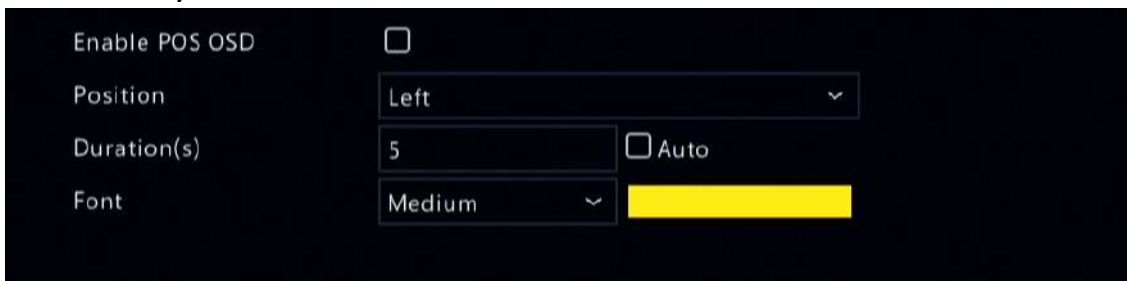 Enable POS OSD
Position Left
Duration(s) 5 Auto
Font Medium